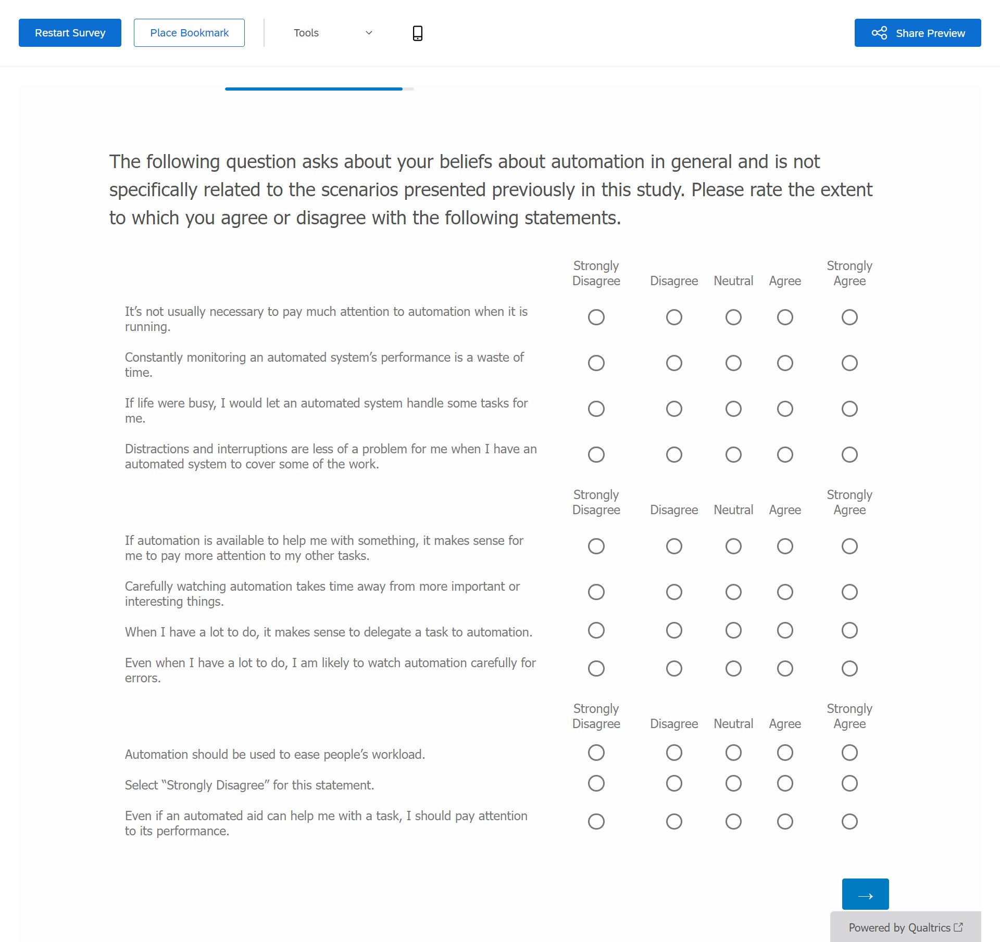 Restart Survey
Place Bookmark
Tools
Share Preview
The following question asks about your beliefs about automation in general and is not
specifically related to the scenarios presented previously in this study. Please rate the extent
to which you agree or disagree with the following statements.
Strongly Disagree Disagree Neutral Agree Strongly Agree
It’s not usually necessary to pay much attention to automation when it is
running.
Constantly monitoring an automated system’s performance is a waste of
time.
If life were busy, I would let an automated system handle some tasks for
me.
Distractions and interruptions are less of a problem for me when I have an
automated system to cover some of the work.
Strongly Disagree Disagree Neutral Agree Strongly Agree
If automation is available to help me with something, it makes sense for
me to pay more attention to my other tasks.
Carefully watching automation takes time away from more important or
interesting things.
When I have a lot to do, it makes sense to delegate a task to automation.
Even when I have a lot to do, I am likely to watch automation carefully for
errors.
Strongly Disagree Disagree Neutral Agree Strongly Agree
Automation should be used to ease people’s workload.
Select “Strongly Disagree” for this statement.
Even if an automated aid can help me with a task, I should pay attention
to its performance.
→
Powered by Qualtrics